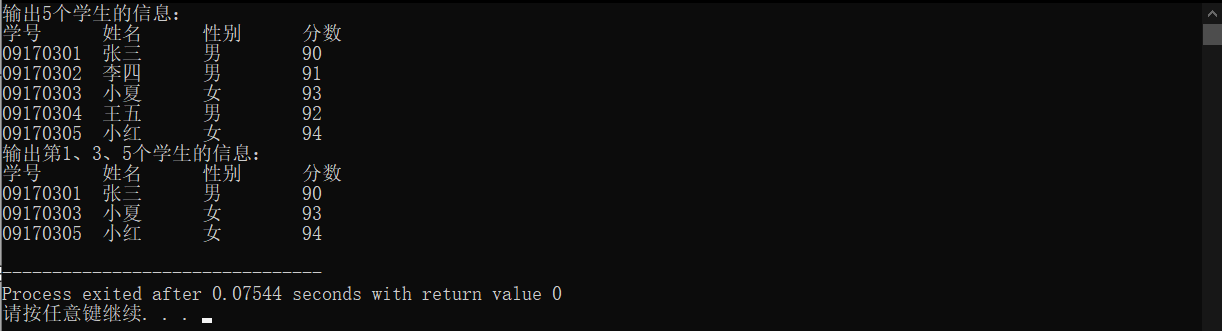 输出5个学生的信息：
学号 姓名 性别 分数
09170301 张三 男 90
09170302 李四 男 91
09170303 小夏 女 93
09170304 王五 男 92
09170305 小红 女 94
输出第1、3、5个学生的信息：
学号 姓名 性别 分数
09170301 张三 男 90
09170303 小夏 女 93
09170305 小红 女 94
--------------------------------
Process exited after 0.07544 seconds with return value 0
请按任意键继续. . .